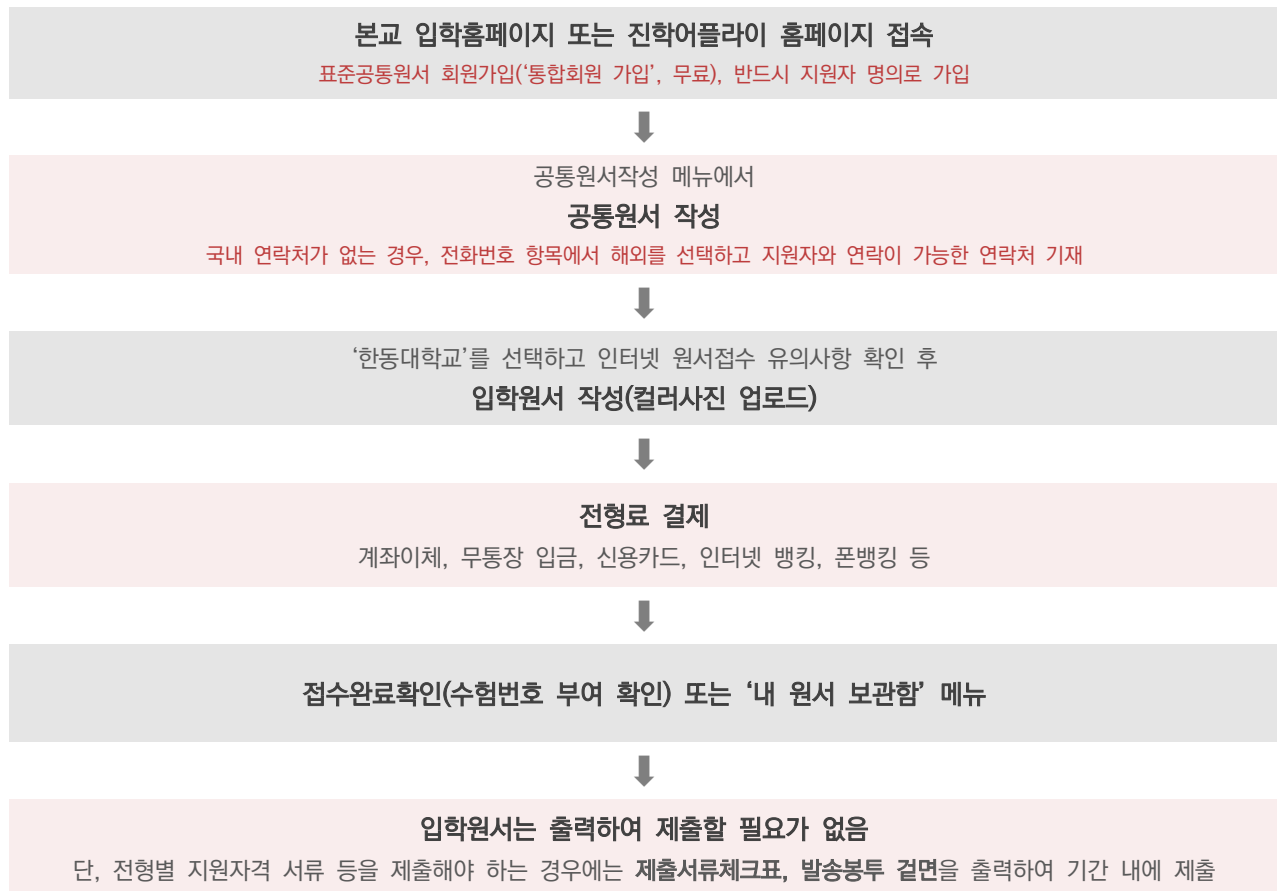 본교 입학홈페이지 또는 진학어플라이 홈페이지 접속
표준공통원서 회원가입(‘통합회원 가입’, 무료), 반드시 지원자 명의로 가입
공통원서작성 메뉴에서
공통원서 작성
국내 연락처가 없는 경우, 전화번호 항목에서 해외를 선택하고 지원자와 연락이 가능한 연락처 기재
‘한동대학교’를 선택하고 인터넷 원서접수 유의사항 확인 후
입학원서 작성(컬러사진 업로드)
전형료 결제
계좌이체, 무통장 입금, 신용카드, 인터넷 뱅킹, 폰뱅킹 등
접수완료확인(수험번호 부여 확인) 또는 ‘내 원서 보관함’ 메뉴
입학원서는 출력하여 제출할 필요가 없음
단, 전형별 지원자격 서류 등을 제출해야 하는 경우에는 제출서류체크표, 발송봉투 겉면을 출력하여 기간 내에 제출